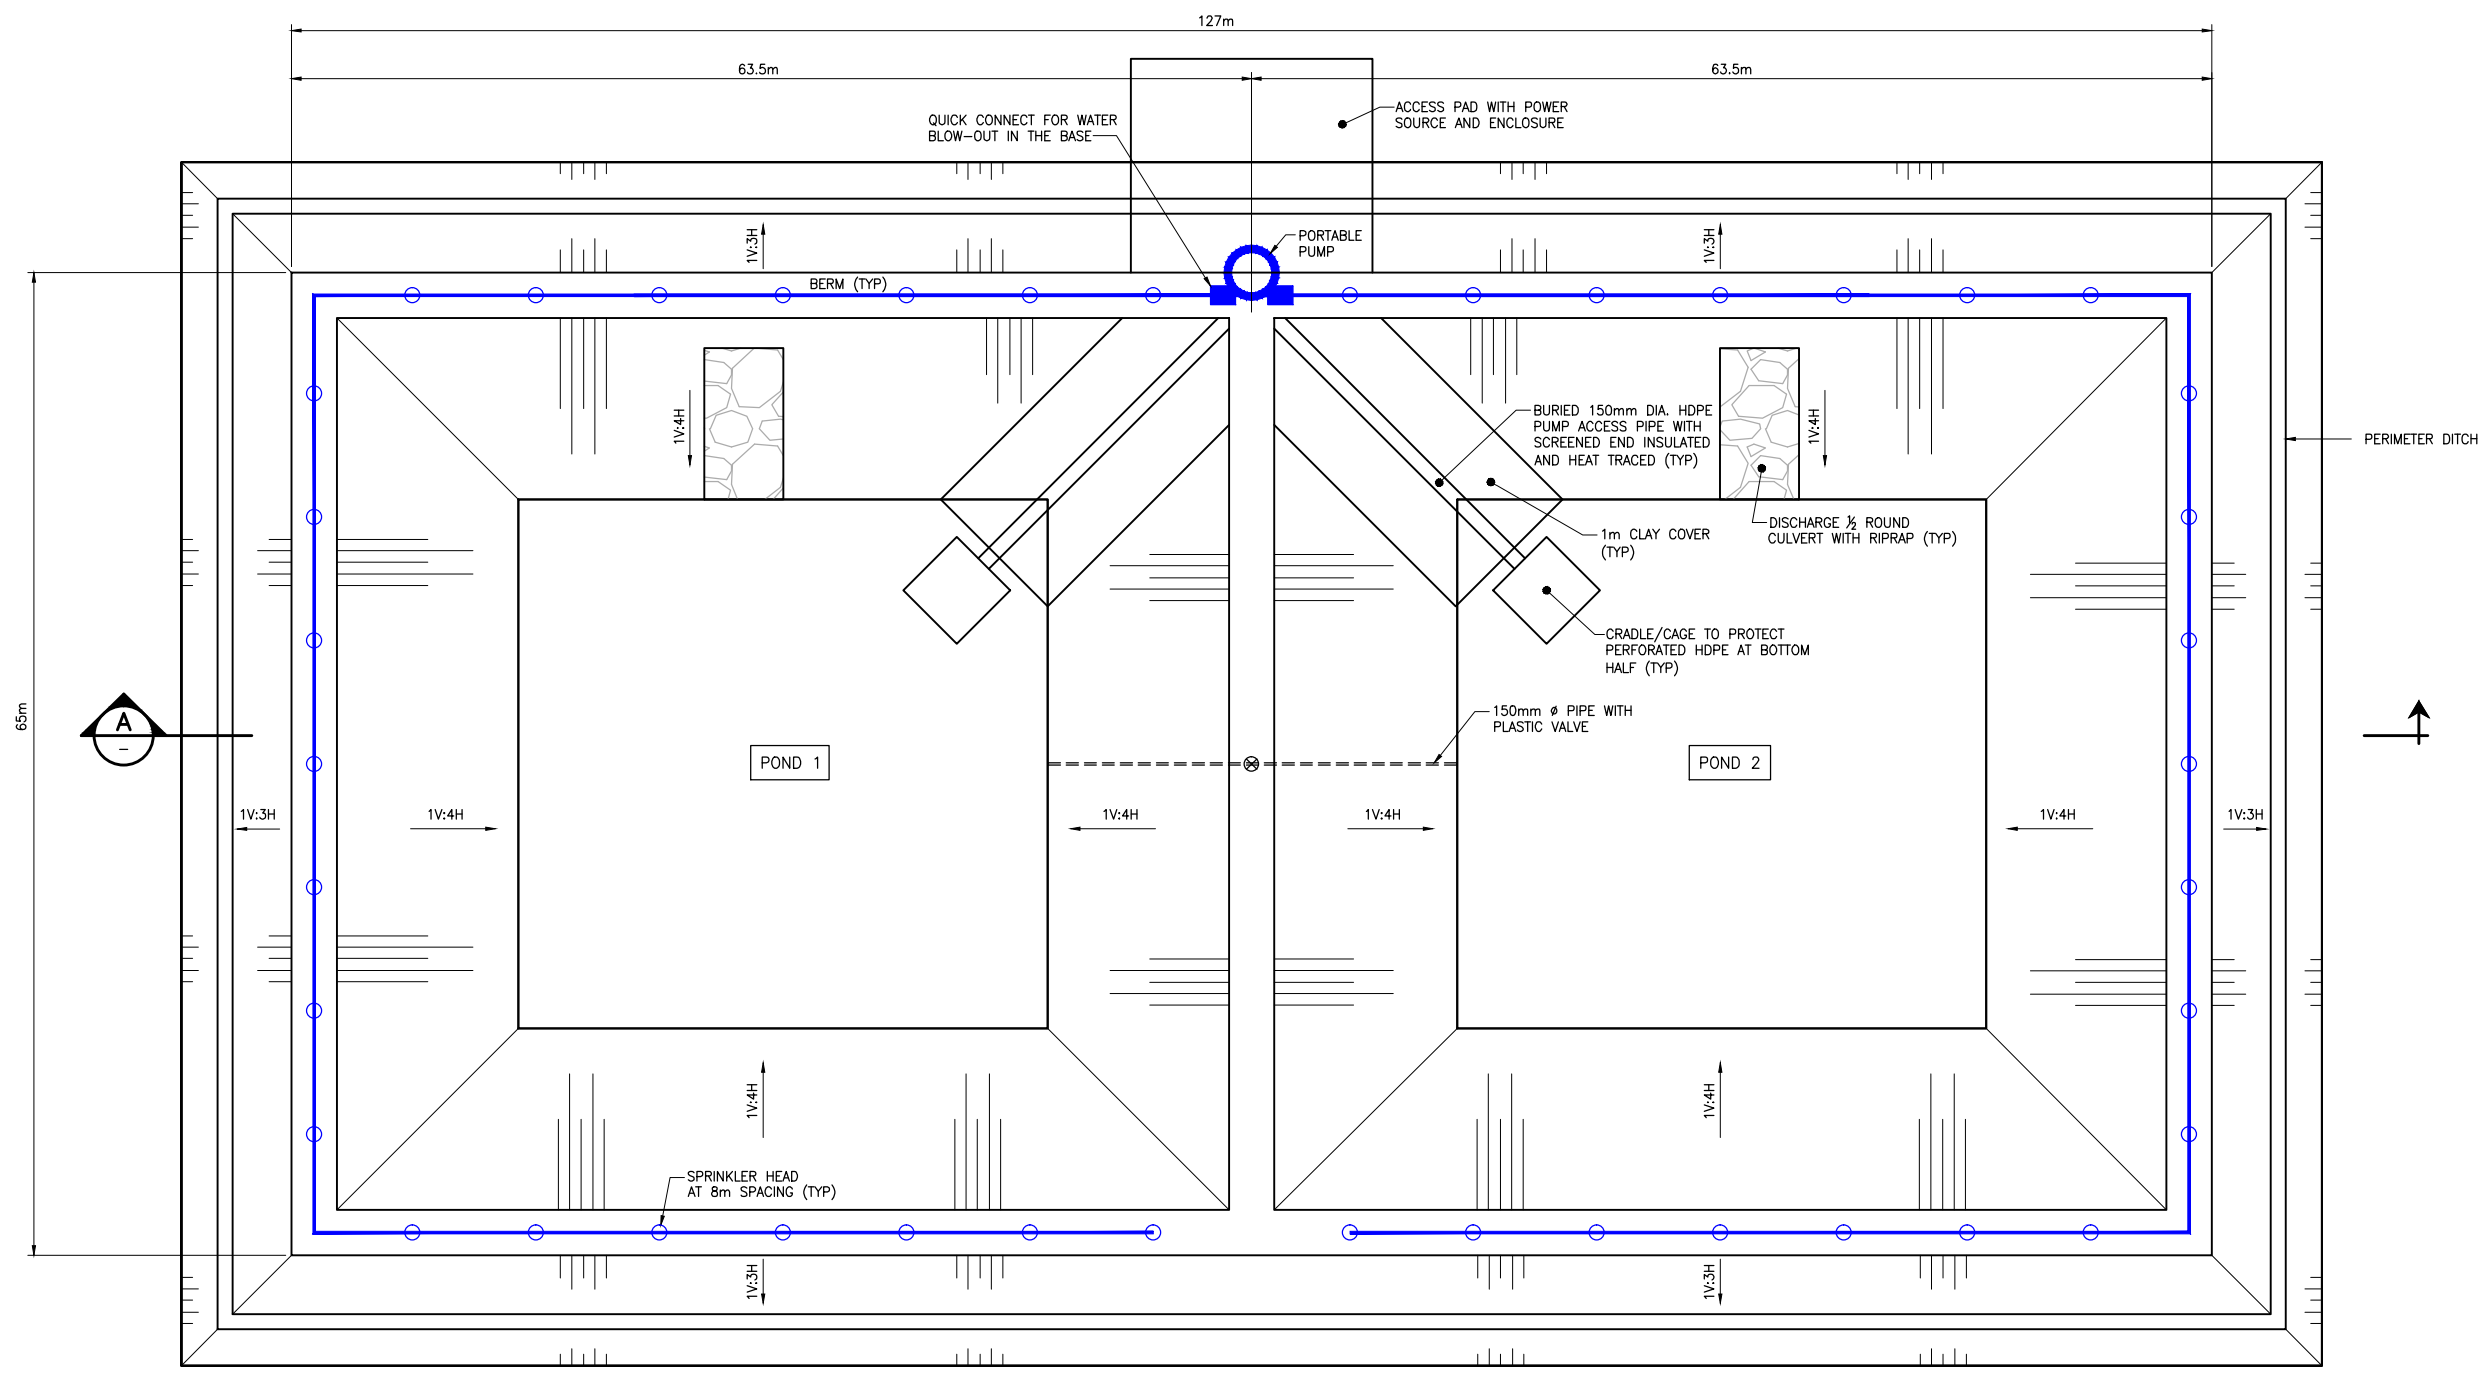 127m
63.5m
63.5m
ACCESS PAD WITH POWER
SOURCE AND ENCLOSURE
QUICK CONNECT FOR WATER
BLOW-OUT IN THE BASE
PORTABLE
PUMP
1V:3H
1V:3H
BERM (TYP)
1V:4H
1V:4H
BURIED 150mm DIA. HDPE
PUMP ACCESS PIPE WITH
SCREENED END INSULATED
AND HEAT TRACED (TYP)
PERIMETER DITCH
DISCHARGE ½ ROUND
CULVERT WITH RIPRAP (TYP)
1m CLAY COVER
(TYP)
CRADLE/CAGE TO PROTECT
PERFORATED HDPE AT BOTTOM
HALF (TYP)
65m
A
-
150mm ø PIPE WITH
PLASTIC VALVE
POND 1
POND 2
1V:3H
1V:4H
1V:4H
1V:4H
1V:4H
1V:3H
1V:4H
1V:4H
SPRINKLER HEAD
AT 8m SPACING (TYP)
1V:3H
1V:3H